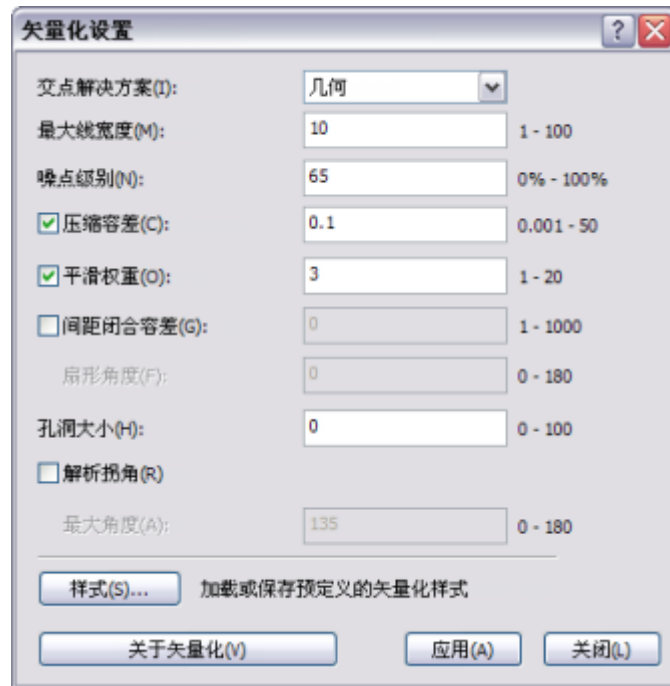 矢量化设置
交点解决方案(I): 几何
最大线宽度(M): 10 1 - 100
噪点级别(N): 65 0% - 100%
压缩容差(C): 0.1 0.001 - 50
平滑权重(O): 3 1 - 20
间距闭合容差(G): 0 1 - 1000
扇形角度(F): 0 0 - 180
孔洞大小(H): 0 0 - 100
解析拐角(R)
最大角度(A): 135 0 - 180
样式(S)... 加载或保存预定义的矢量化样式
关于矢量化(V) 应用(A) 关闭(L)